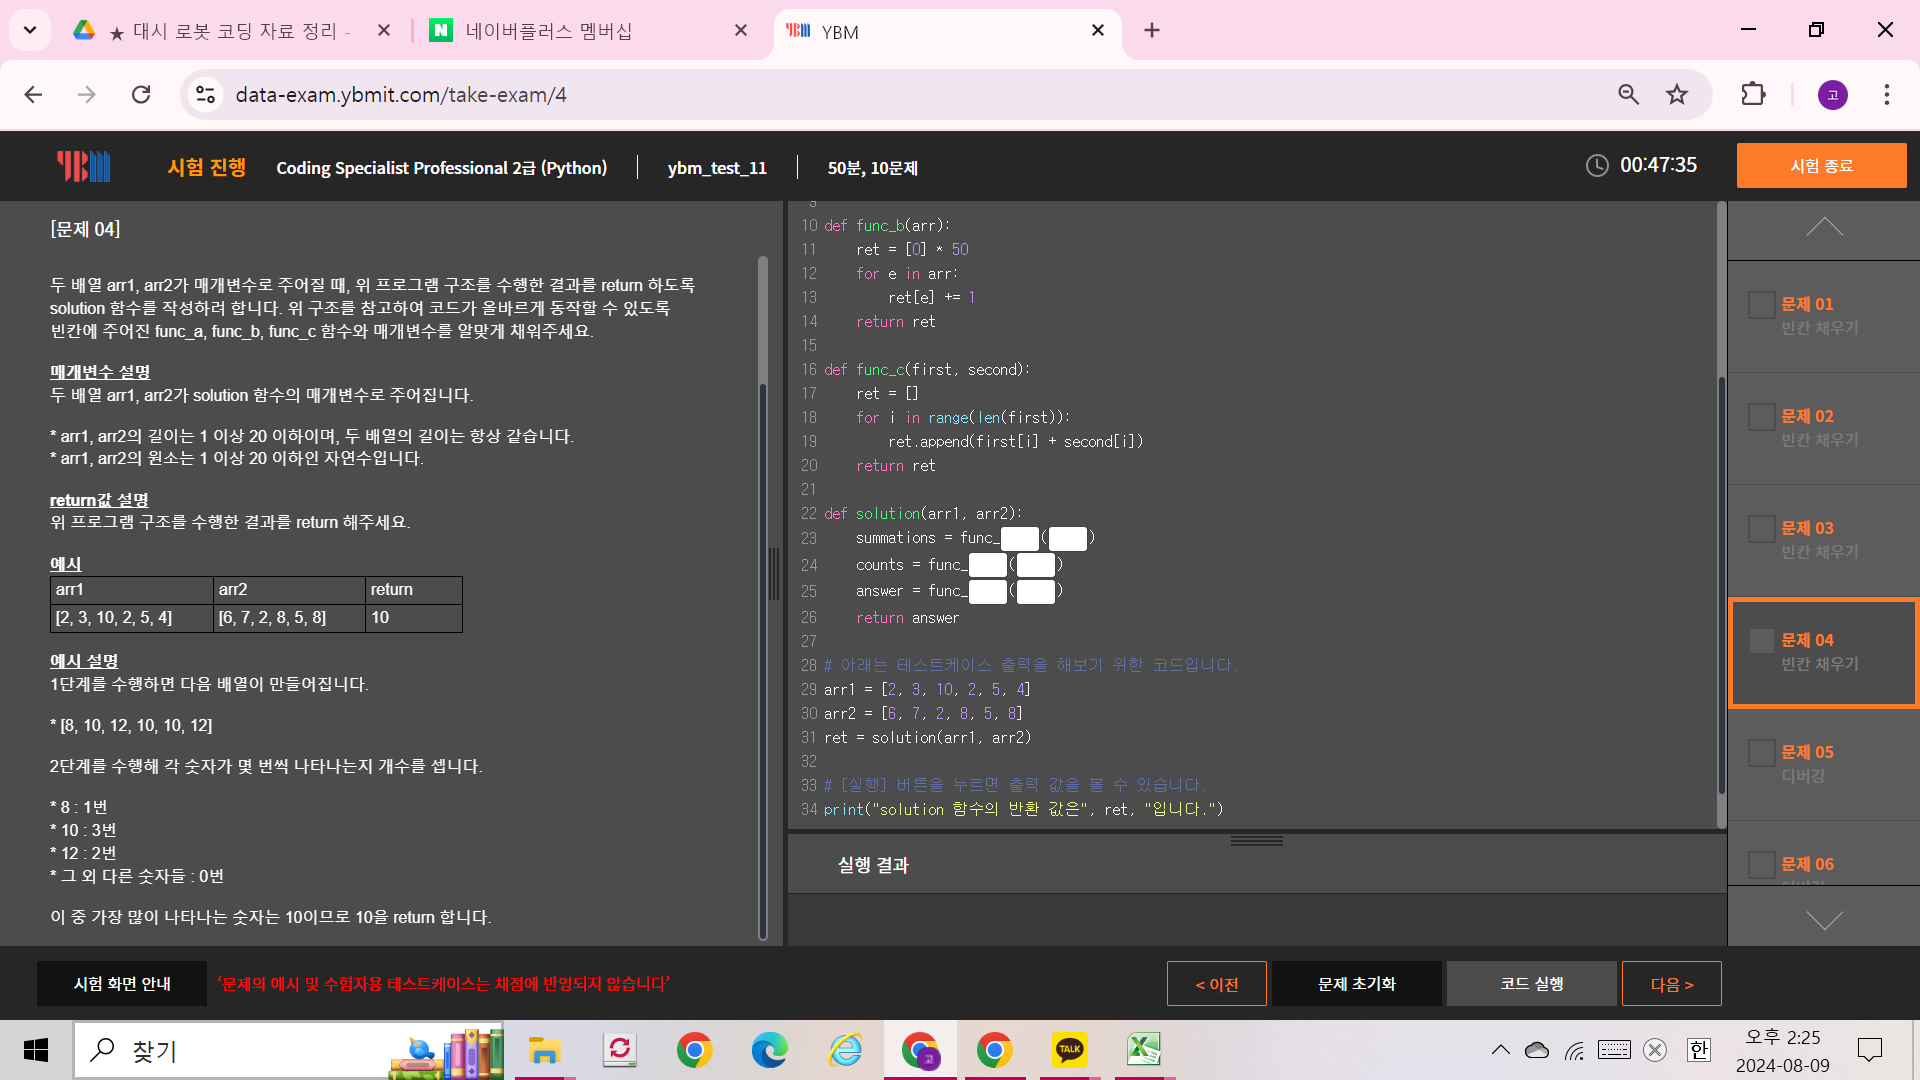 ★ 대시 로봇 코딩 자료 정리 -
네이버플러스 멤버십
YBM
data-exam.ybmit.com/take-exam/4
고
YBM
시험 진행
Coding Specialist Professional 2급 (Python)
ybm_test_11
50분, 10문제
00:47:35
시험 종료
[문제 04]
두 배열 arr1, arr2가 매개변수로 주어질 때, 위 프로그램 구조를 수행한 결과를 return 하도록
solution 함수를 작성하려 합니다. 위 구조를 참고하여 코드가 올바르게 동작할 수 있도록
빈칸에 주어진 func_a, func_b, func_c 함수와 매개변수를 알맞게 채워주세요.
매개변수 설명
두 배열 arr1, arr2가 solution 함수의 매개변수로 주어집니다.
* arr1, arr2의 길이는 1 이상 20 이하이며, 두 배열의 길이는 항상 같습니다.
* arr1, arr2의 원소는 1 이상 20 이하인 자연수입니다.
return값 설명
위 프로그램 구조를 수행한 결과를 return 해주세요.
예시
arr1 arr2 return
[2, 3, 10, 2, 5, 4] [6, 7, 2, 8, 5, 8] 10
예시 설명
1단계를 수행하면 다음 배열이 만들어집니다.
* [8, 10, 12, 10, 10, 12]
2단계를 수행해 각 숫자가 몇 번씩 나타나는지 개수를 셉니다.
* 8 : 1번
* 10 : 3번
* 12 : 2번
* 그 외 다른 숫자들 : 0번
이 중 가장 많이 나타나는 숫자는 10이므로 10을 return 합니다.
9
10 def func_b(arr):
11 ret = [0] * 50
12 for e in arr:
13 ret[e] += 1
14 return ret
15
16 def func_c(first, second):
17 ret = []
18 for i in range(len(first)):
19 ret.append(first[i] + second[i])
20 return ret
21
22 def solution(arr1, arr2):
23 summations = func_ ( )
24 counts = func_ ( )
25 answer = func_ ( )
26 return answer
27
28 # 아래는 테스트케이스 출력을 해보기 위한 코드입니다.
29 arr1 = [2, 3, 10, 2, 5, 4]
30 arr2 = [6, 7, 2, 8, 5, 8]
31 ret = solution(arr1, arr2)
32
33 # [실행] 버튼을 누르면 출력 값을 볼 수 있습니다.
34 print("solution 함수의 반환 값은", ret, "입니다.")
실행 결과
문제 01
빈칸 채우기
문제 02
빈칸 채우기
문제 03
빈칸 채우기
문제 04
빈칸 채우기
문제 05
디버깅
문제 06
시험 화면 안내
‘문제의 예시 및 수험자용 테스트케이스는 채점에 반영되지 않습니다’
< 이전
문제 초기화
코드 실행
다음 >
찾기
고
TALK
한
오후 2:25
2024-08-09